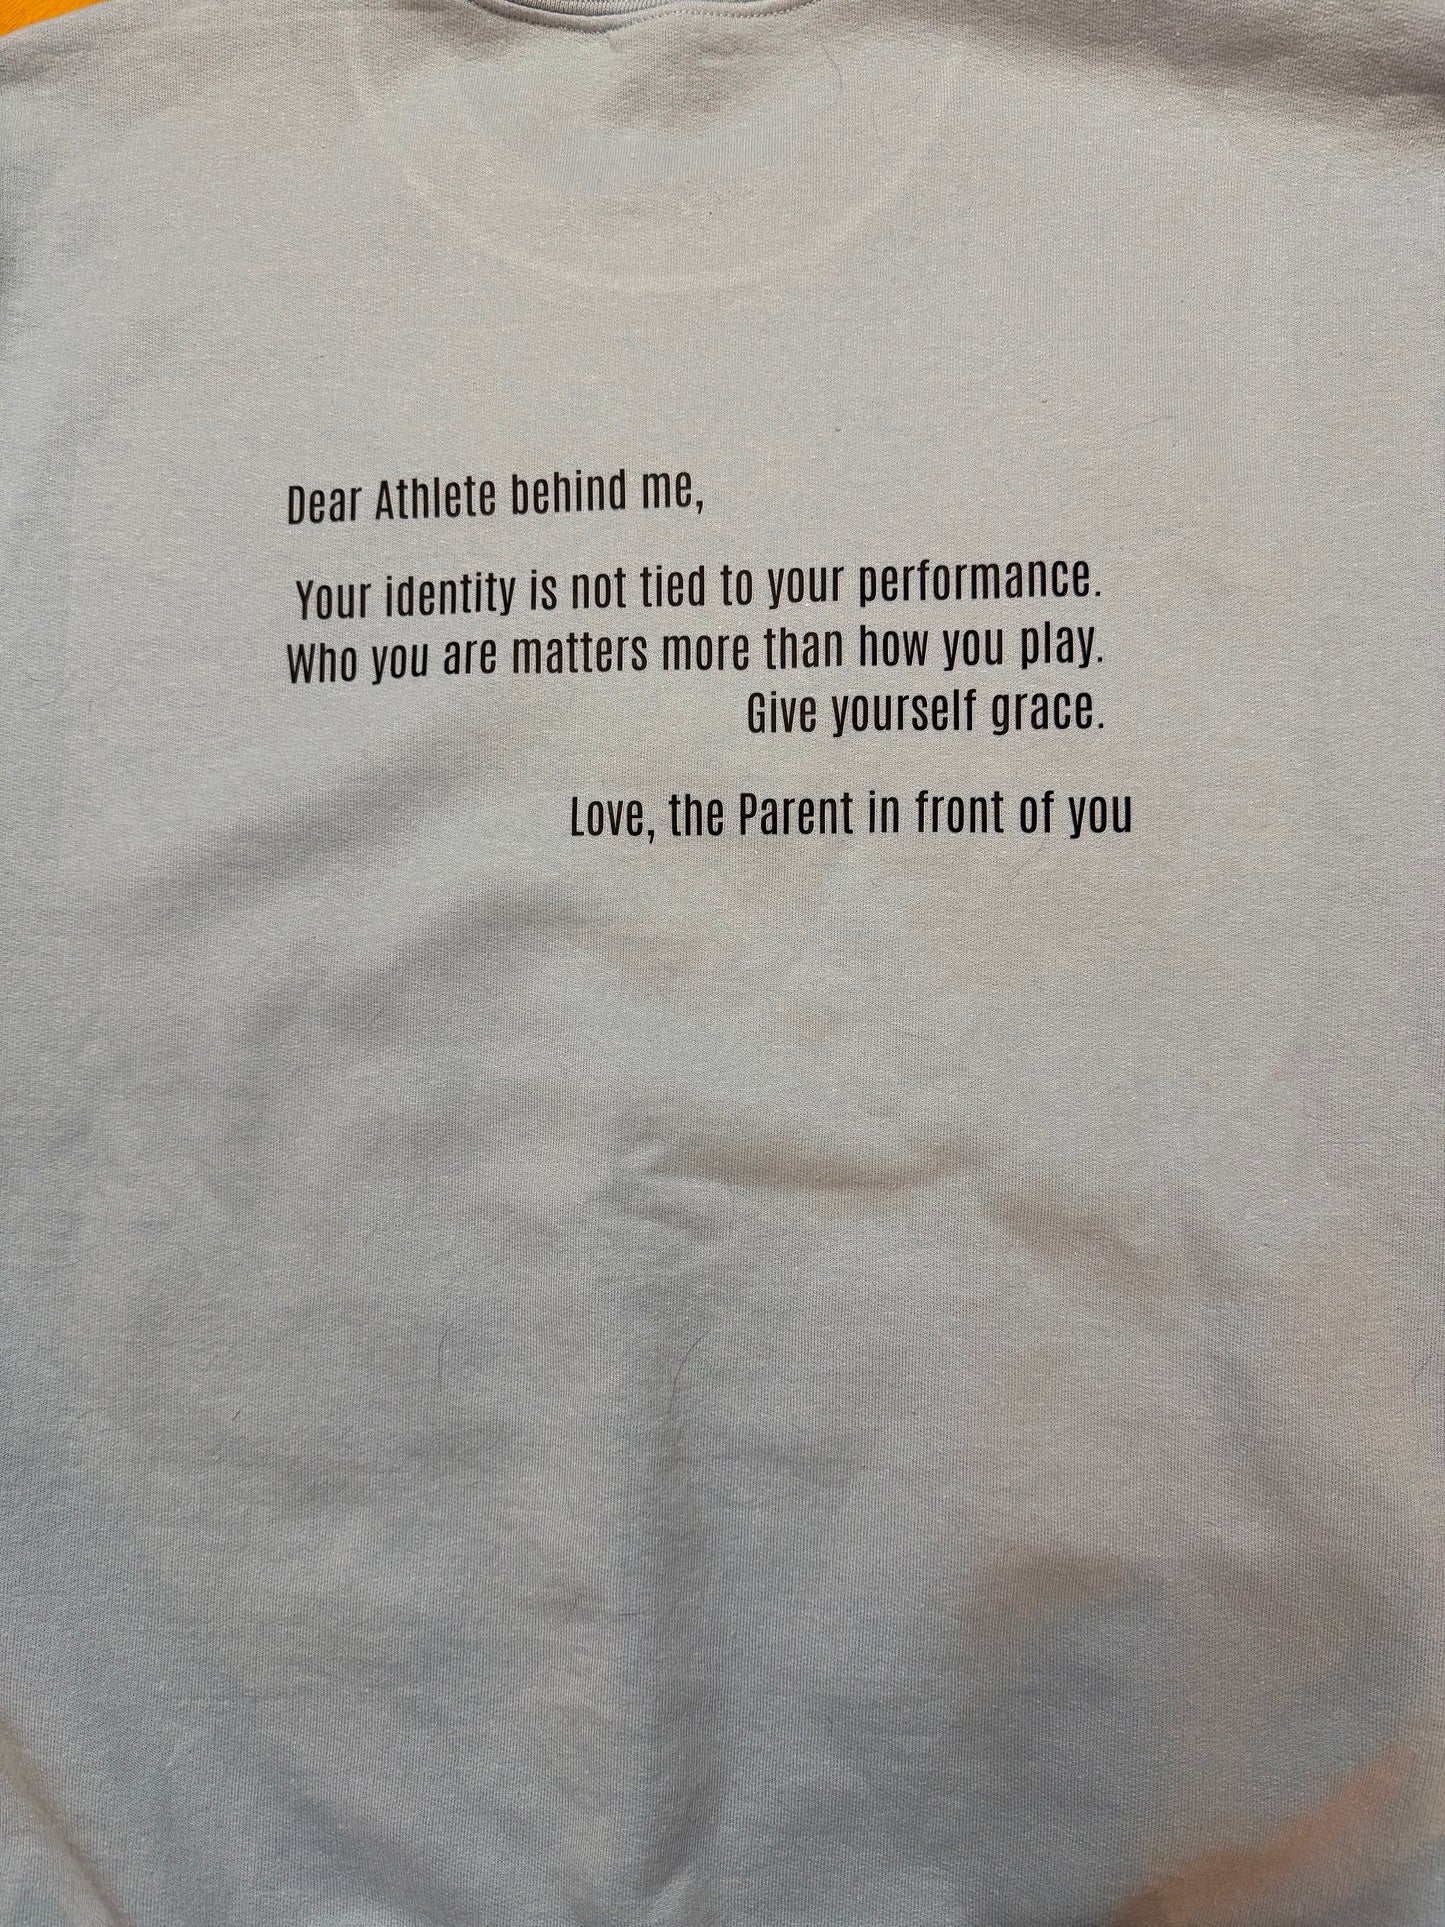 Dear Athlete behind me,
Your identity is not tied to your performance.
Who you are matters more than how you play.
Give yourself grace.
Love, the Parent in front of you